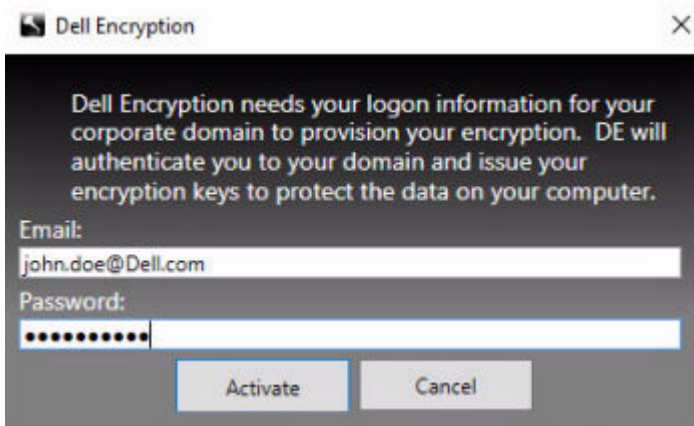 Dell Encryption
Dell Encryption needs your logon information for your
corporate domain to provision your encryption.  DE will
authenticate you to your domain and issue your
encryption keys to protect the data on your computer.
Email:
john.doe@Dell.com
Password:
••••••••••
Activate
Cancel